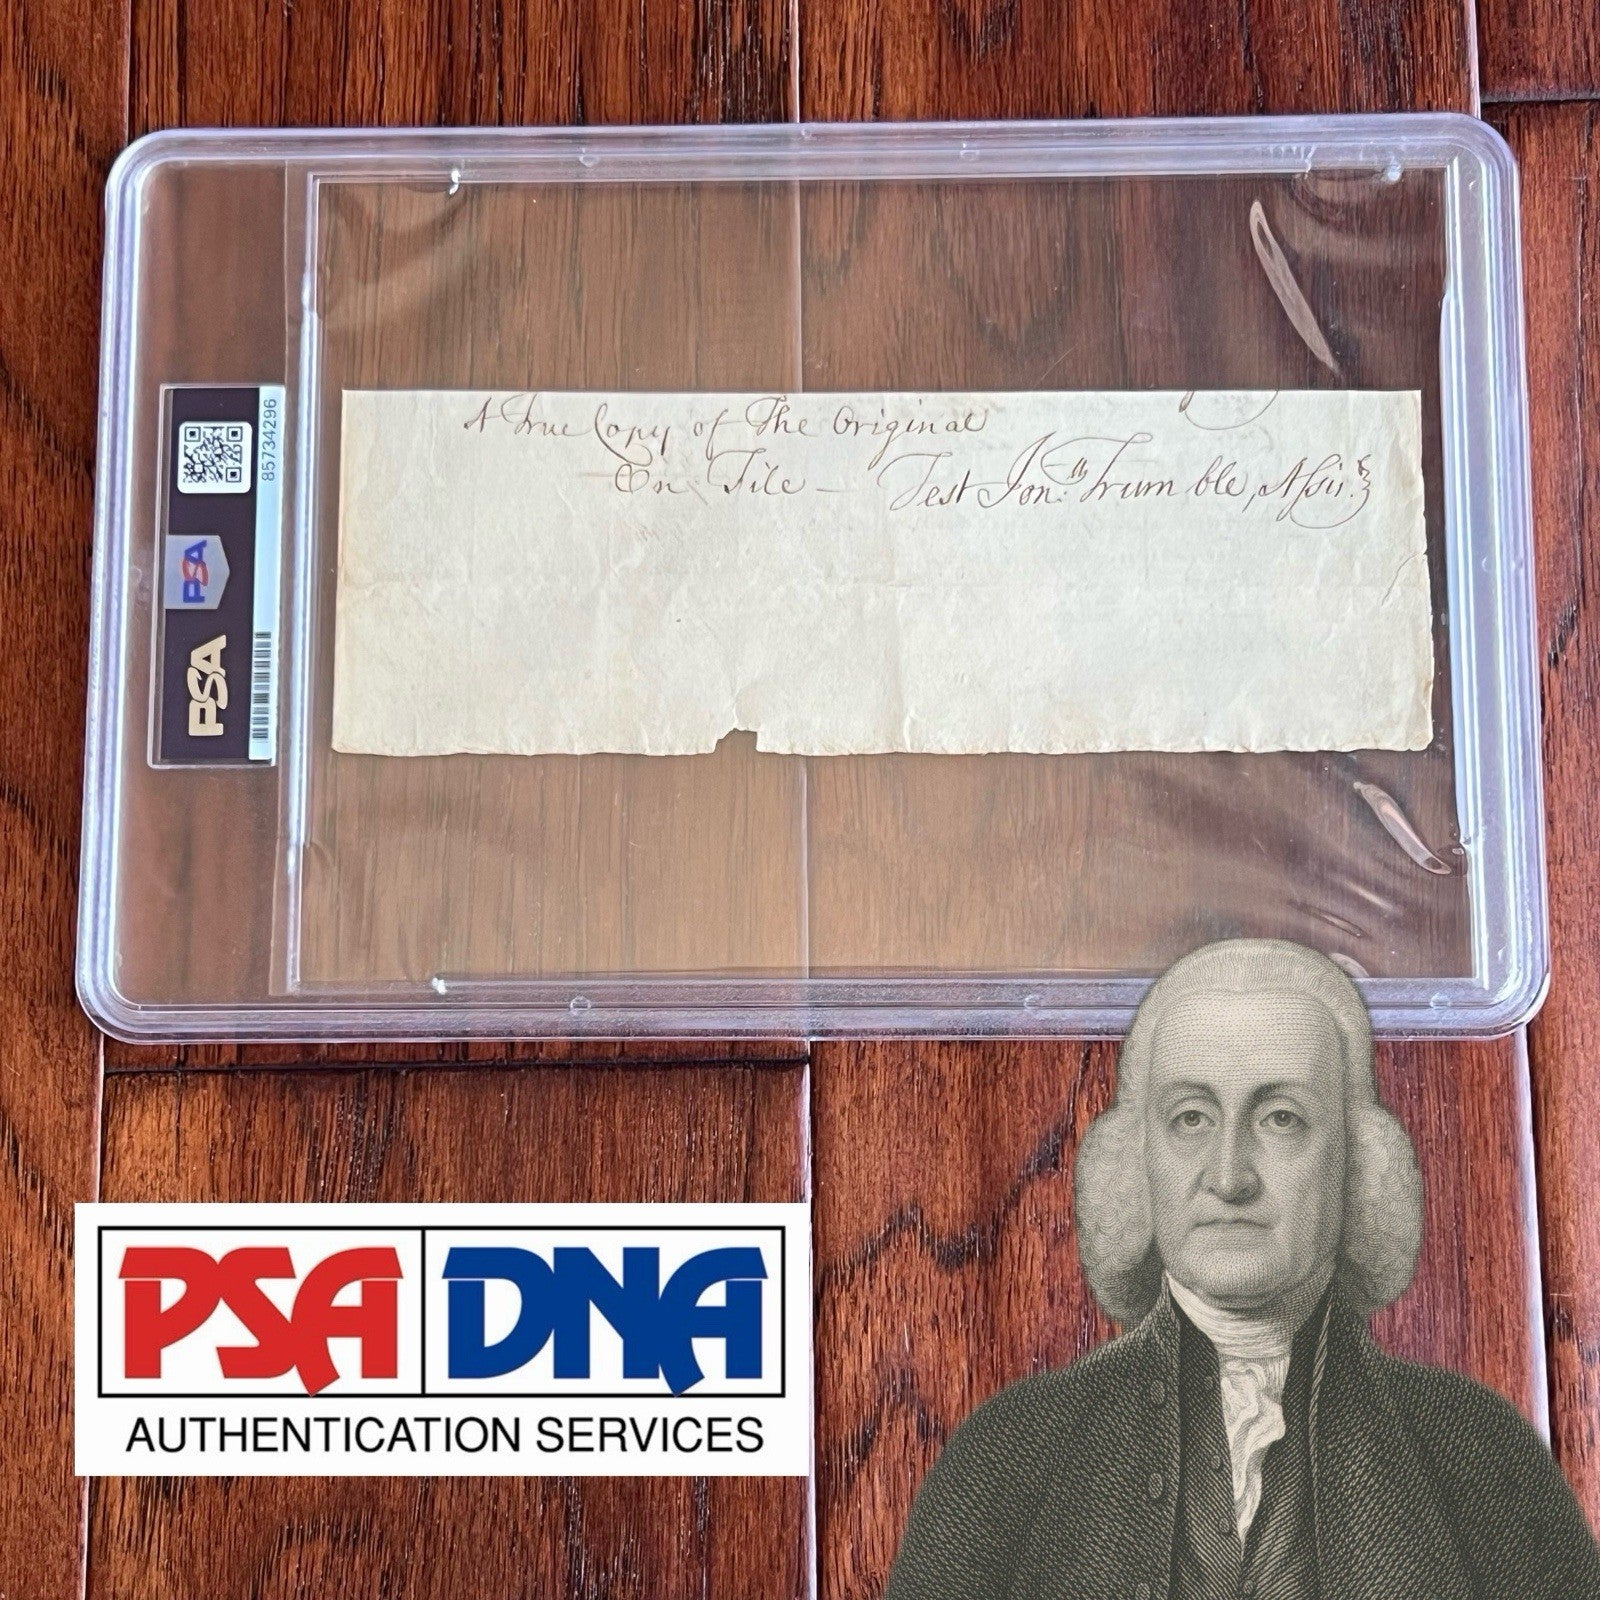 A True Copy of The Original
On File — Test Jon:th Trumble, Assis.
85734296
PSA
PSA
PSA DNA
AUTHENTICATION SERVICES